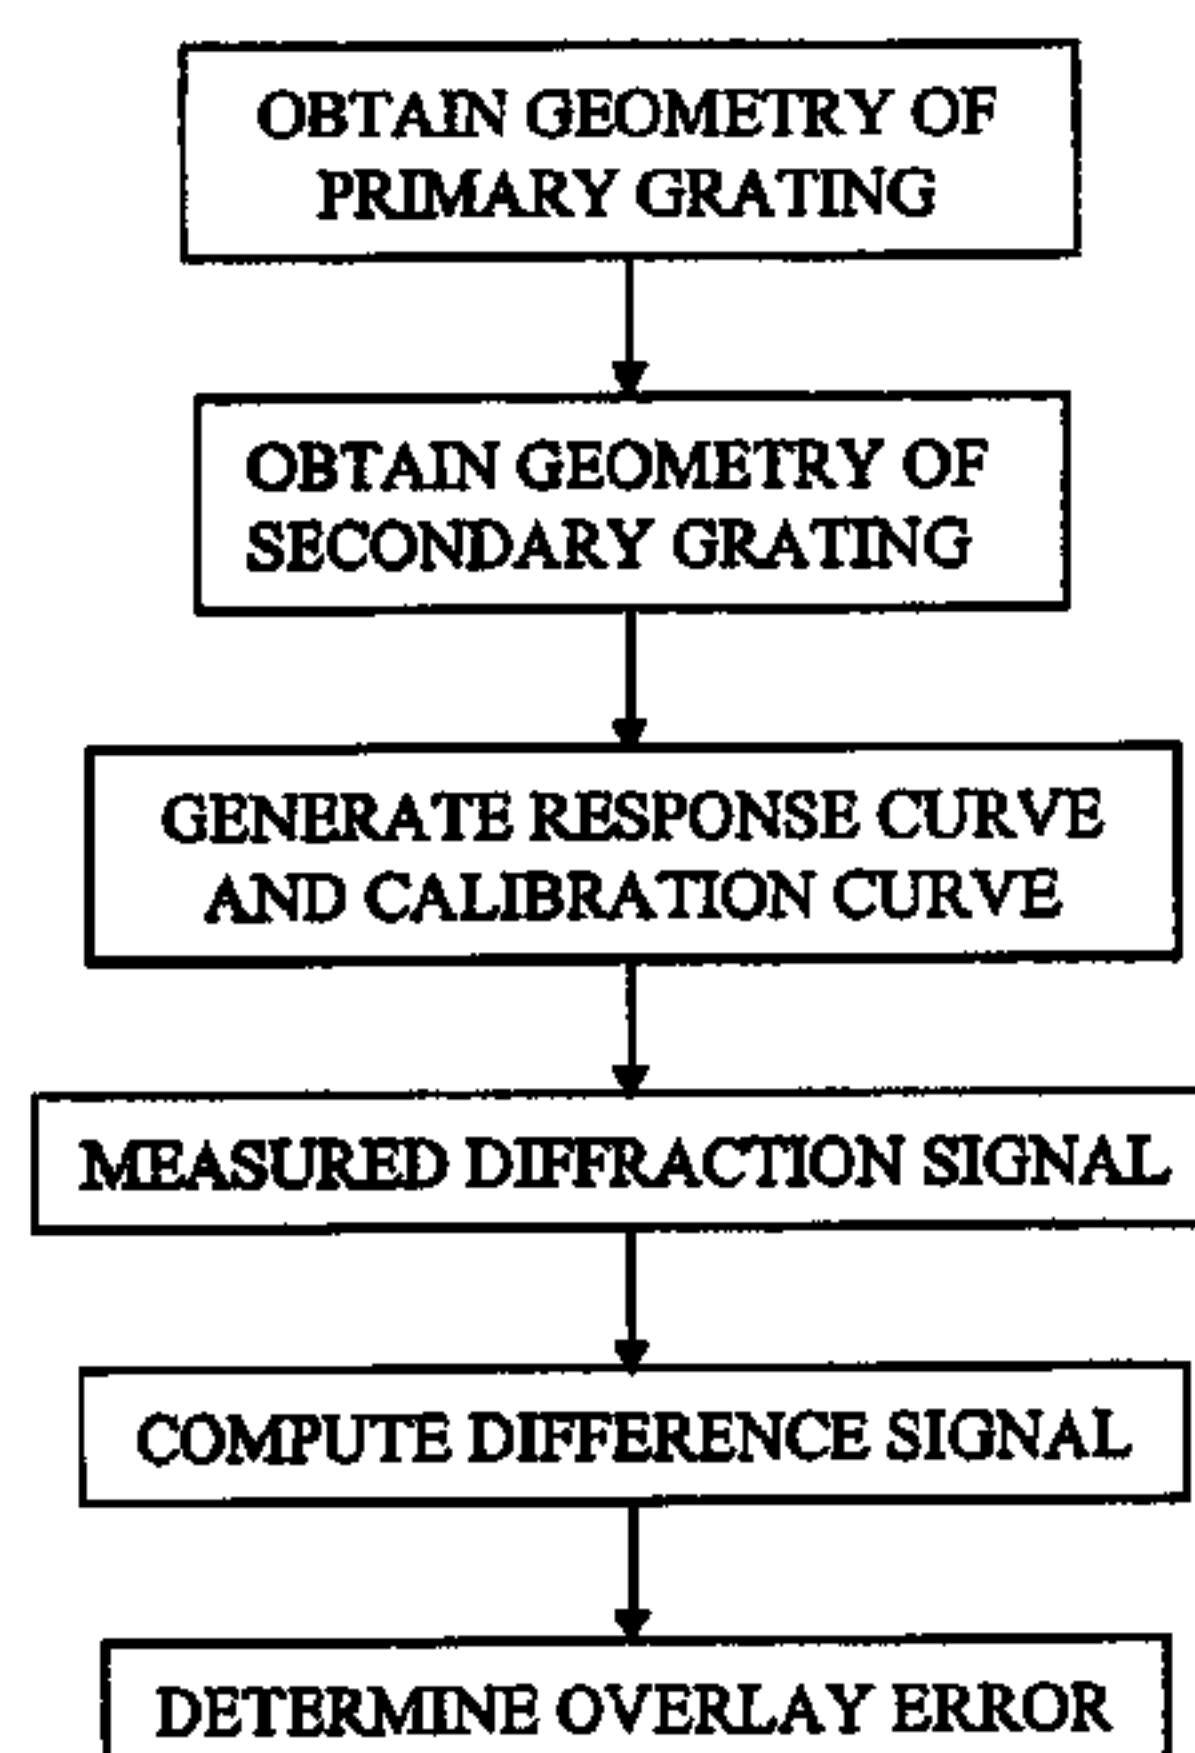 OBTAIN GEOMETRY OF
PRIMARY GRATING
OBTAIN GEOMETRY OF
SECONDARY GRATING
GENERATE RESPONSE CURVE
AND CALIBRATION CURVE
MEASURED DIFFRACTION SIGNAL
COMPUTE DIFFERENCE SIGNAL
DETERMINE OVERLAY ERROR